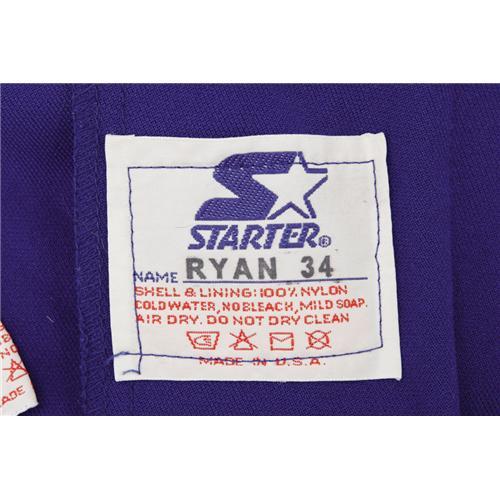 STARTER®
NAME RYAN 34
SHELL & LINING: 100% NYLON
COLD WATER, NO BLEACH, MILD SOAP.
AIR DRY. DO NOT DRY CLEAN
MADE IN U.S.A.
ADE